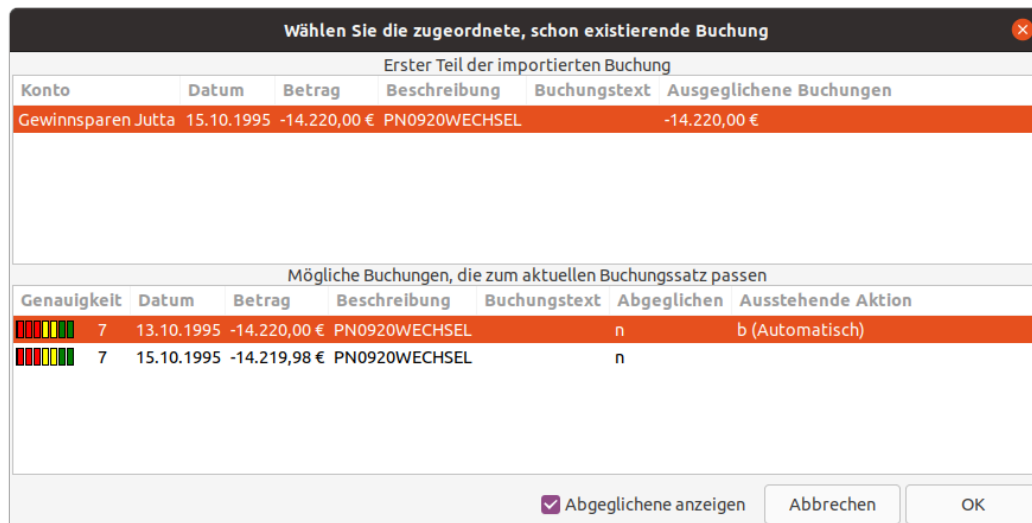 Wählen Sie die zugeordnete, schon existierende Buchung
Erster Teil der importierten Buchung
Konto Datum Betrag Beschreibung Buchungstext Ausgeglichene Buchungen
Gewinnsparen Jutta 15.10.1995 -14.220,00 € PN0920WECHSEL -14.220,00 €
Mögliche Buchungen, die zum aktuellen Buchungssatz passen
Genauigkeit Datum Betrag Beschreibung Buchungstext Abgeglichen Ausstehende Aktion
7 13.10.1995 -14.220,00 € PN0920WECHSEL n b (Automatisch)
7 15.10.1995 -14.219,98 € PN0920WECHSEL n
Abgeglichene anzeigen Abbrechen OK